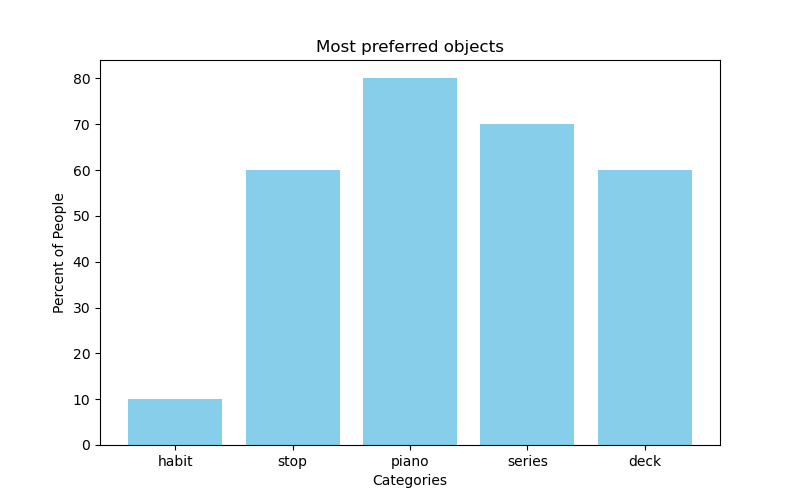 Most preferred objects
80
70
60
50
40
30
20
10
0
Percent of People
habit stop piano series deck
Categories